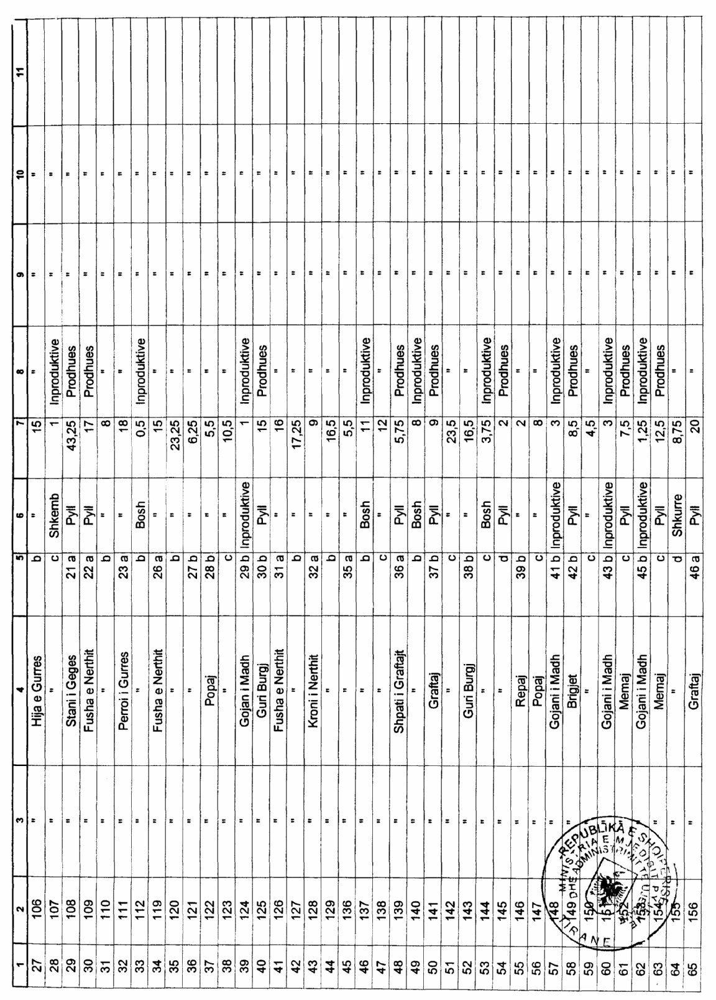 1 2 3 4 5 6 7 8 9 10 11
27 106 " Hija e Gurres b " 15 " " "
28 107 " " c Shkemb 1 Inproduktive " "
29 108 " Stani i Geges 21 a Pyll 43,25 Prodhues " "
30 109 " Fusha e Nerthit 22 a Pyll 17 Prodhues " "
31 110 " " b " 8 " " "
32 111 " Perroi i Gurres 23 a " 18 " " "
33 112 " " b Bosh 0,5 Inproduktive " "
34 119 " Fusha e Nerthit 26 a " 15 " " "
35 120 " " b " 23,25 " " "
36 121 " " 27 b " 6,25 " " "
37 122 " Popaj 28 b " 5,5 " " "
38 123 " " c " 10,5 " " "
39 124 " Gojan i Madh 29 b Inproduktive 1 Inproduktive " "
40 125 " Guri Burgj 30 b Pyll 15 Prodhues " "
41 126 " Fusha e Nerthit 31 a " 16 " " "
42 127 " " b " 17,25 " " "
43 128 " Kroni i Nerthit 32 a " 9 " " "
44 129 " " b " 16,5 " " "
45 136 " " 35 a " 5,5 " " "
46 137 " " b Bosh 11 Inproduktive " "
47 138 " " c " 12 " " "
48 139 " Shpati i Graftajt 36 a Pyll 5,75 Prodhues " "
49 140 " " b Bosh 8 Inproduktive " "
50 141 " Graftaj 37 b Pyll 9 Prodhues " "
51 142 " " c " 23,5 " " "
52 143 " Guri Burgj 38 b " 16,5 " " "
53 144 " " c Bosh 3,75 Inproduktive " "
54 145 " " d Pyll 2 Prodhues " "
55 146 " Repaj 39 b " 2 " " "
56 147 " Popaj c " 8 " " "
57 148 " Gojani i Madh 41 b Inproduktive 3 Inproduktive " "
58 149 " Brigjet 42 b Pyll 8,5 Prodhues " "
59 150 " c " 4,5 " " "
60 151 Gojani i Madh 43 b Inproduktive 3 Inproduktive " "
61 152 Memaj c Pyll 7,5 Prodhues " "
62 153 " Gojani i Madh 45 b Inproduktive 1,25 Inproduktive " "
63 154 " Memaj c Pyll 12,5 Prodhues " "
64 155 " " d Shkurre 8,75 " " "
65 156 " Graftaj 46 a Pyll 20 " " "
REPUBLIKA E SHQIPERISE
MINISTRIA E MJEDISIT PYJEVE
DHE ADMINISTRIMIT TE UJERAVE
TIRANE